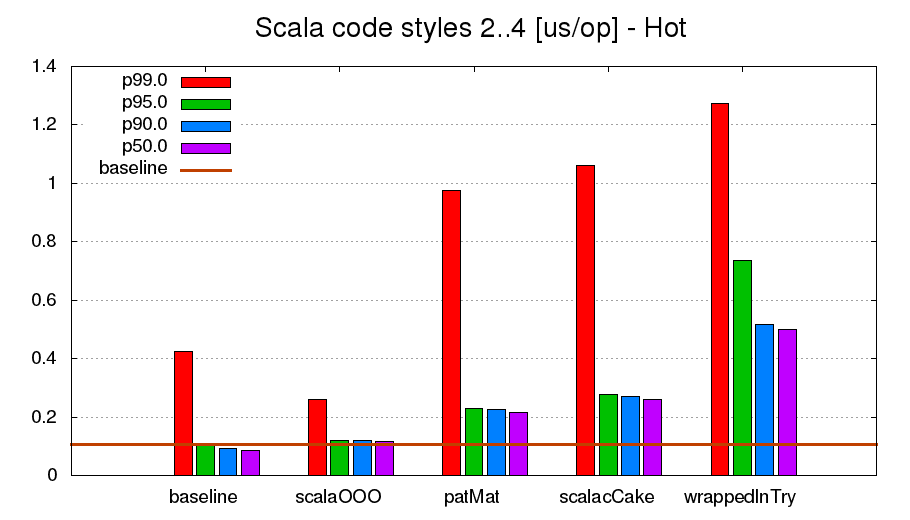 Scala code styles 2..4 [us/op] - Hot
1.4
1.2
1
0.8
0.6
0.4
0.2
0
p99.0
p95.0
p90.0
p50.0
baseline
baseline scalaOOO patMat scalacCake wrappedInTry